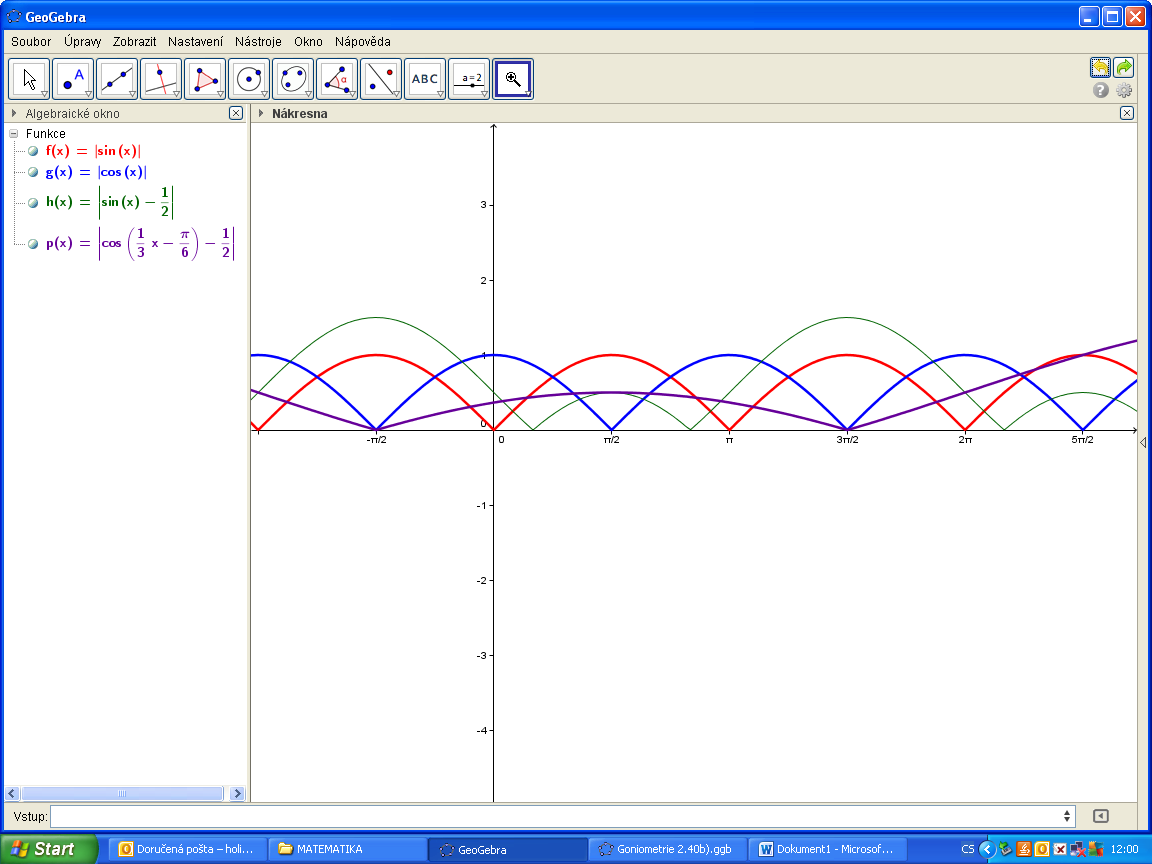 GeoGebra
Soubor Úpravy Zobrazit Nastavení Nástroje Okno Nápověda
A α ABC a=2
Algebraické okno
Nákresna
Funkce
f(x) = |sin (x)|
g(x) = |cos (x)|
h(x) = |sin (x) − 1/2|
p(x) = |cos (1/3 x − π/6) − 1/2|
3
2
1
0
-π/2 0 π/2 π 3π/2 2π 5π/2
-1
-2
-3
-4
Vstup:
Start Doručená pošta – holi... MATEMATIKA GeoGebra Goniometrie 2.40b).ggb Dokument1 - Microsof... CS 12:00